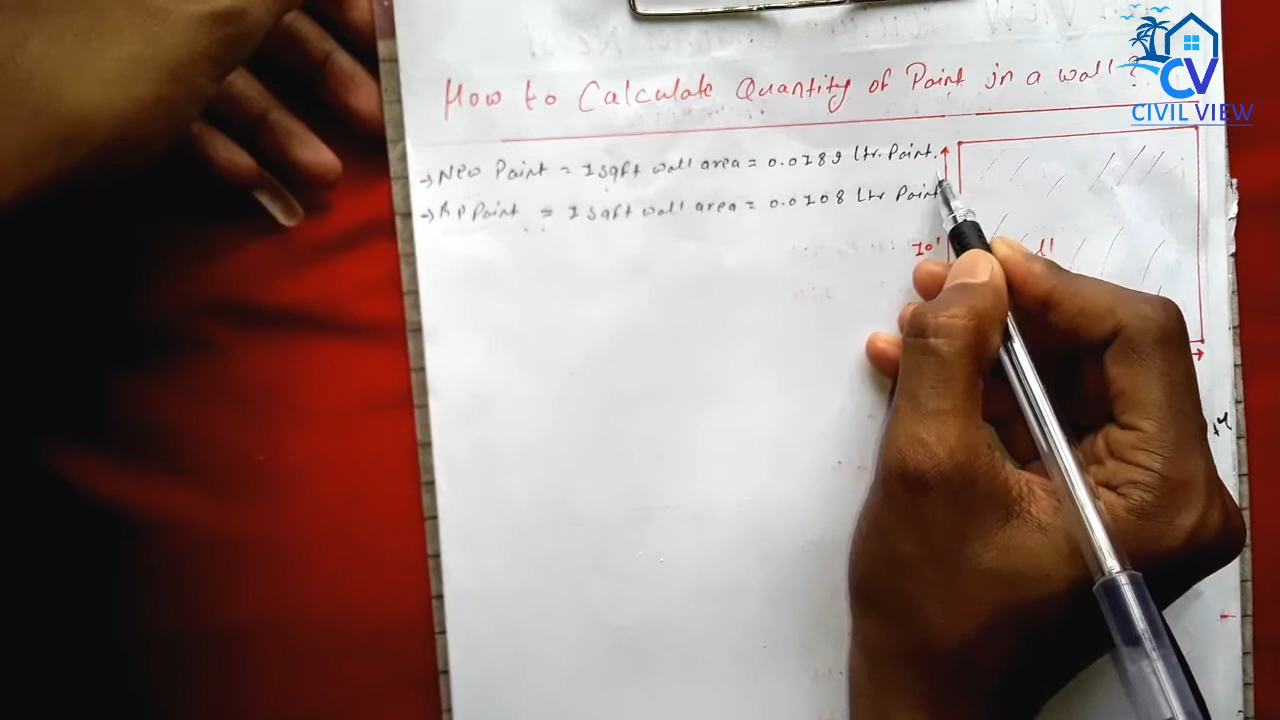 How to Calculate Quantity of Paint in a wall?
CV
CIVIL VIEW
→New Paint = 1 sqft wall area = 0.0189 Ltr. Paint.
→RP Paint = 1 sqft wall area = 0.0108 Ltr Paint
10'